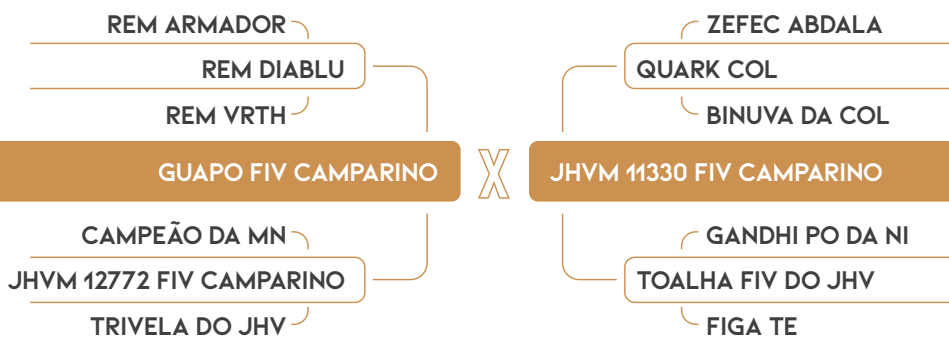 REM ARMADOR
REM DIABLU
REM VRTH
GUAPO FIV CAMPARINO
CAMPEÃO DA MN
JHVM 12772 FIV CAMPARINO
TRIVELA DO JHV
X
ZEFEC ABDALA
QUARK COL
BINUVA DA COL
JHVM 11330 FIV CAMPARINO
GANDHI PO DA NI
TOALHA FIV DO JHV
FIGA TE